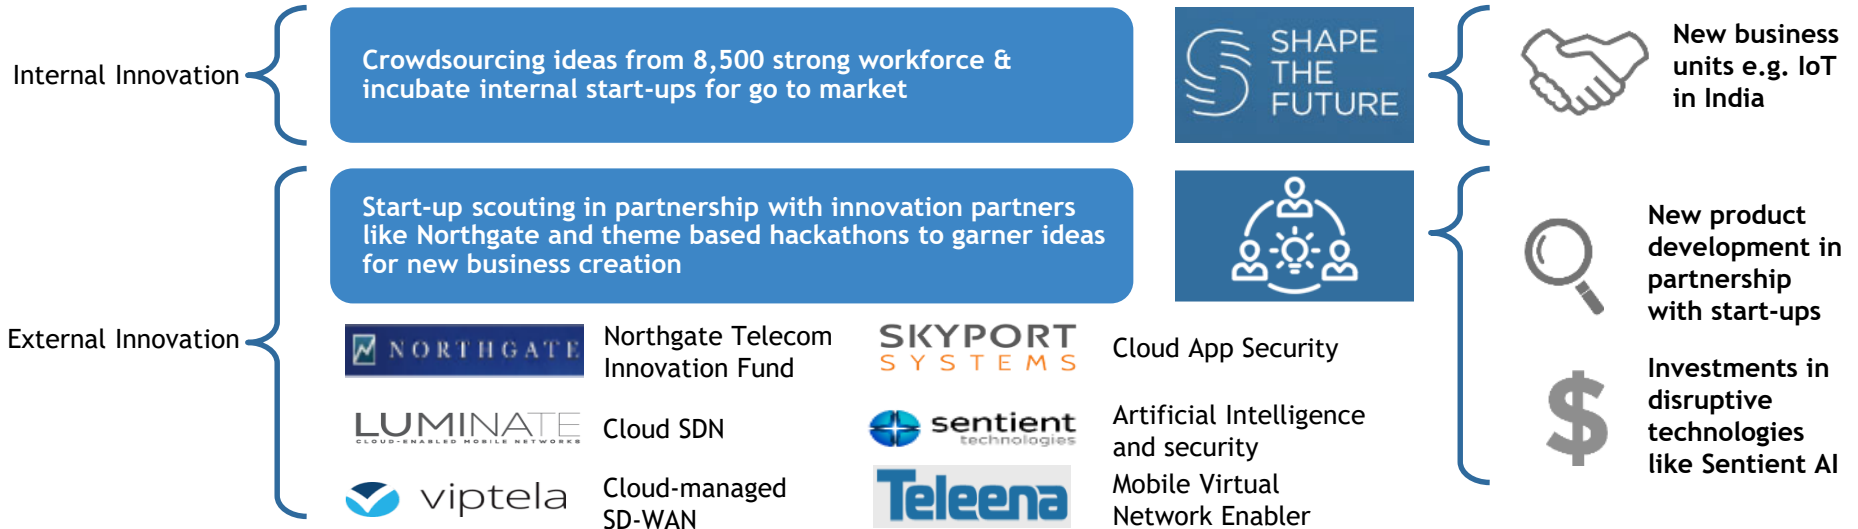 Internal Innovation
Crowdsourcing ideas from 8,500 strong workforce &
incubate internal start-ups for go to market
SHAPE
THE
FUTURE
New business
units e.g. IoT
in India
External Innovation
Start-up scouting in partnership with innovation partners
like Northgate and theme based hackathons to garner ideas
for new business creation
New product
development in
partnership
with start-ups
Investments in
disruptive
technologies
like Sentient AI
NORTHGATE
Northgate Telecom
Innovation Fund
SKYPORT
SYSTEMS
Cloud App Security
LUMINATE
CLOUD-ENABLED MOBILE NETWORKS
Cloud SDN
sentient
technologies
Artificial Intelligence
and security
viptela
Cloud-managed
SD-WAN
Teleena
Mobile Virtual
Network Enabler